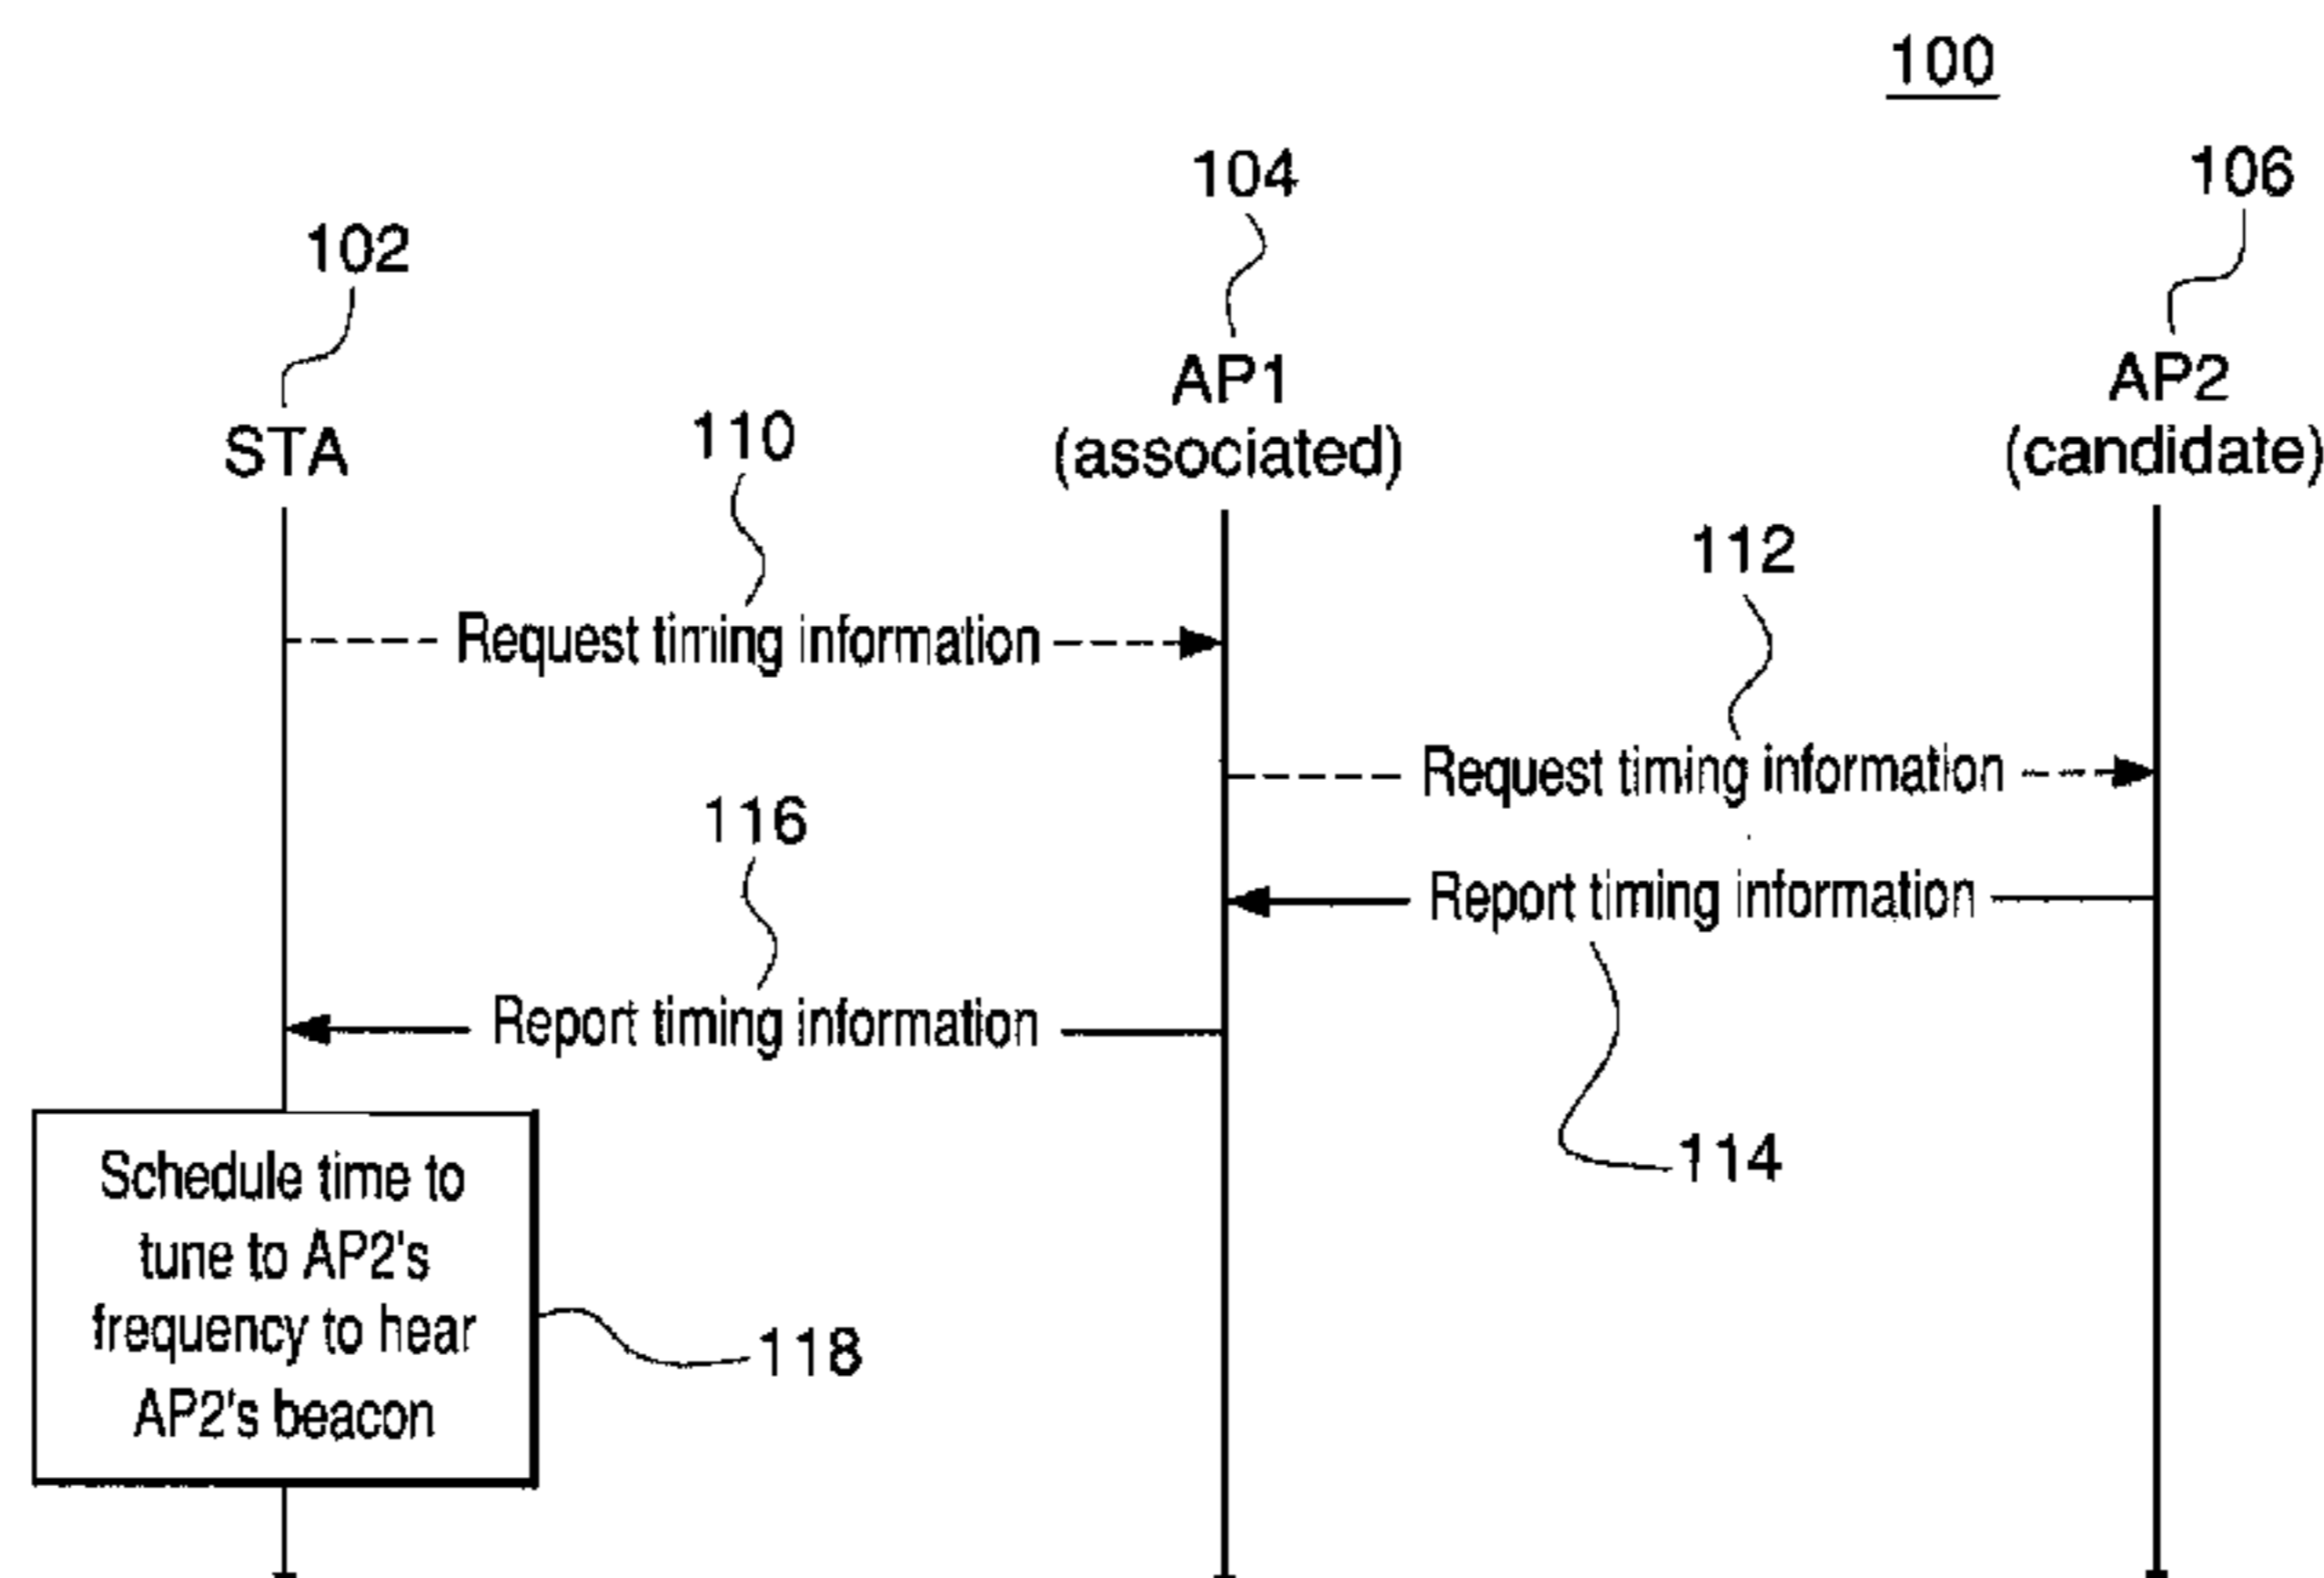 100
104
106
102
AP1
(associated)
AP2
(candidate)
STA
110
112
Request timing information
Request timing information
116
Report timing information
Report timing information
114
Schedule time to
tune to AP2's
frequency to hear
AP2's beacon
118